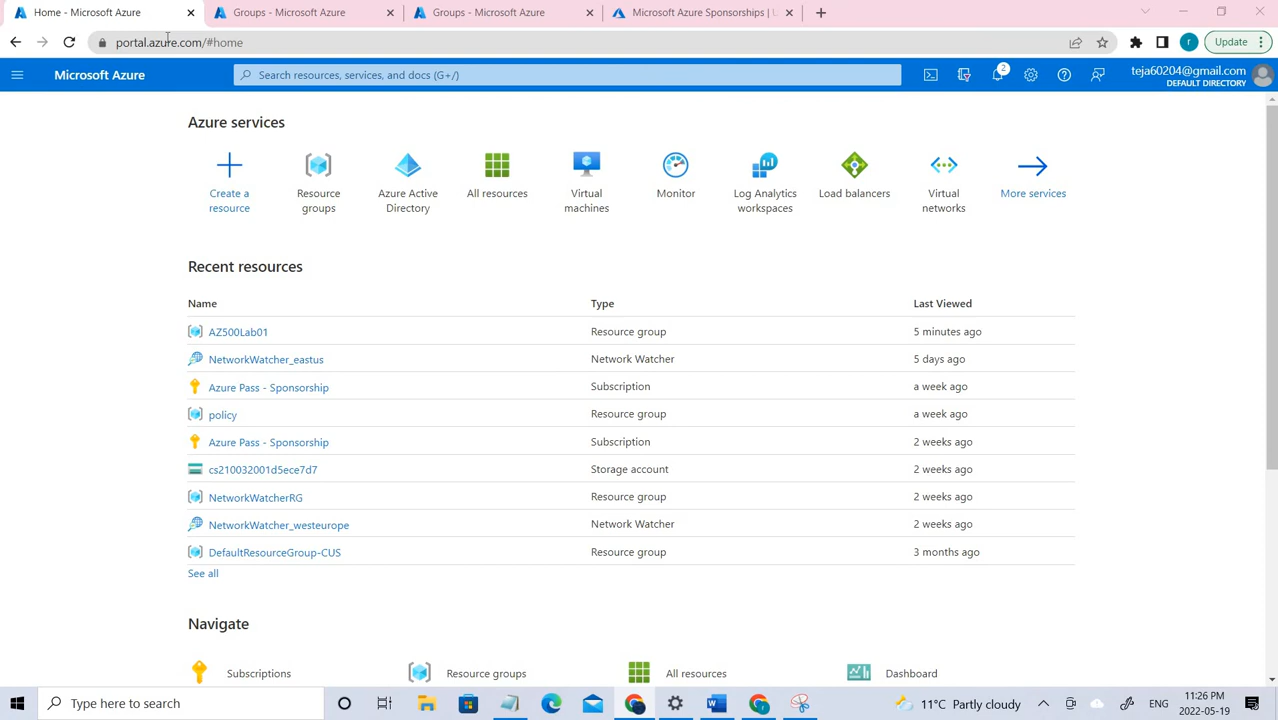 Home - Microsoft Azure
Groups - Microsoft Azure
Groups - Microsoft Azure
Microsoft Azure Sponsorships |
portal.azure.com/#home
r
Update
Microsoft Azure
Search resources, services, and docs (G+/)
2
teja60204@gmail.com
DEFAULT DIRECTORY
Azure services
Create a
resource
Resource
groups
Azure Active
Directory
All resources
Virtual
machines
Monitor
Log Analytics
workspaces
Load balancers
Virtual
networks
More services
Recent resources
Name Type Last Viewed
AZ500Lab01 Resource group 5 minutes ago
NetworkWatcher_eastus Network Watcher 5 days ago
Azure Pass - Sponsorship Subscription a week ago
policy Resource group a week ago
Azure Pass - Sponsorship Subscription 2 weeks ago
cs210032001d5ece7d7 Storage account 2 weeks ago
NetworkWatcherRG Resource group 2 weeks ago
NetworkWatcher_westeurope Network Watcher 2 weeks ago
DefaultResourceGroup-CUS Resource group 3 months ago
See all
Navigate
Subscriptions Resource groups All resources Dashboard
Type here to search
11°C Partly cloudy
ENG
11:26 PM
2022-05-19